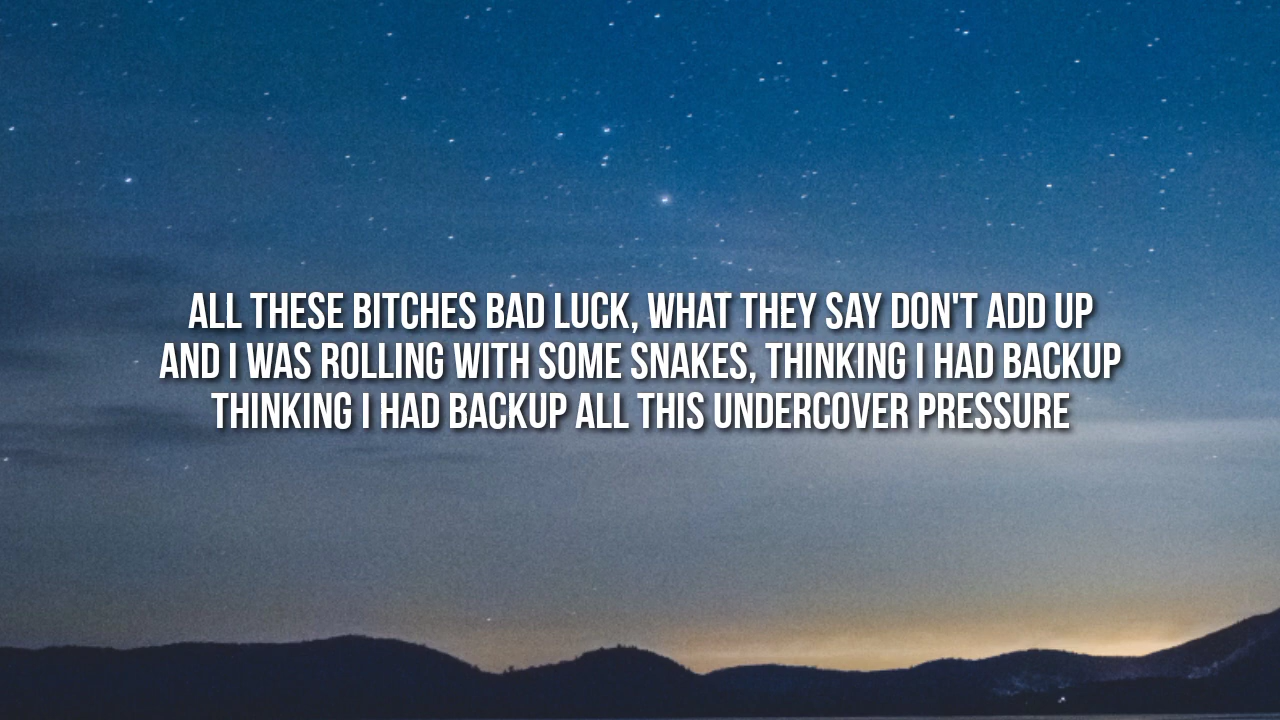 ALL THESE BITCHES BAD LUCK, WHAT THEY SAY DON'T ADD UP
AND I WAS ROLLING WITH SOME SNAKES, THINKING I HAD BACKUP
THINKING I HAD BACKUP ALL THIS UNDERCOVER PRESSURE